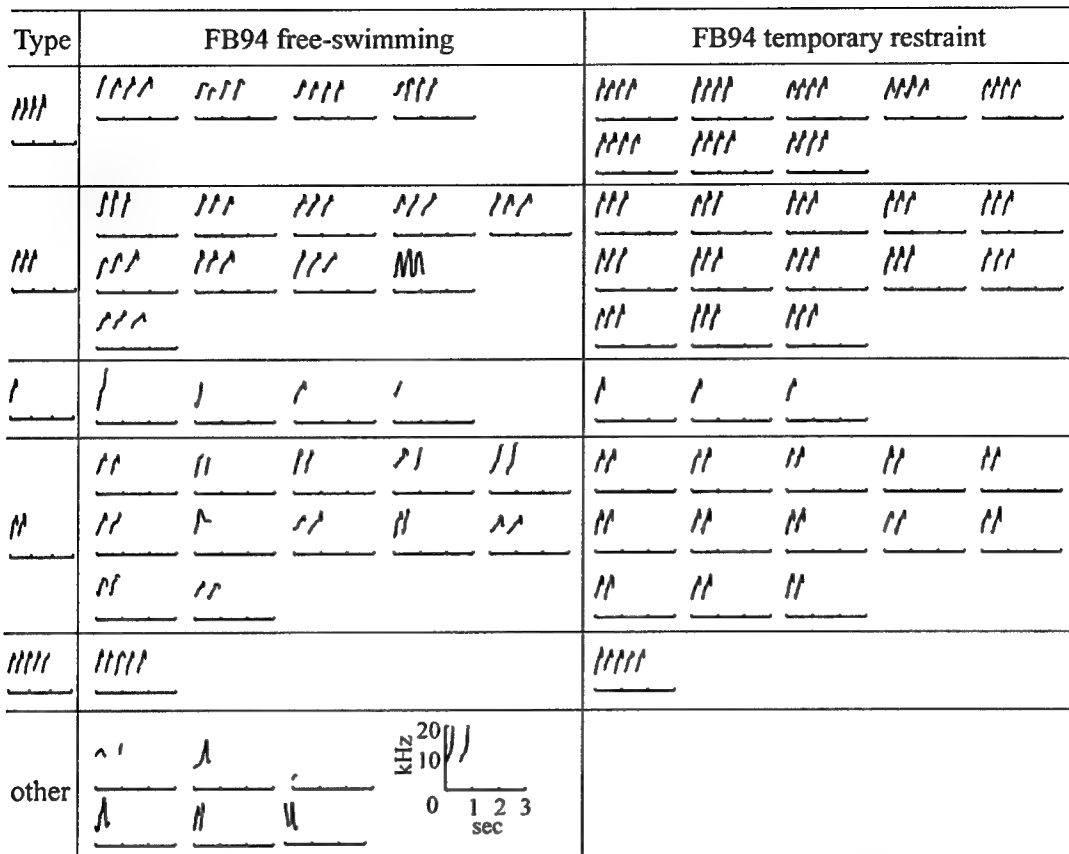 Type FB94 free-swimming FB94 temporary restraint
other
kHz
20
10
0 1 2 3
sec